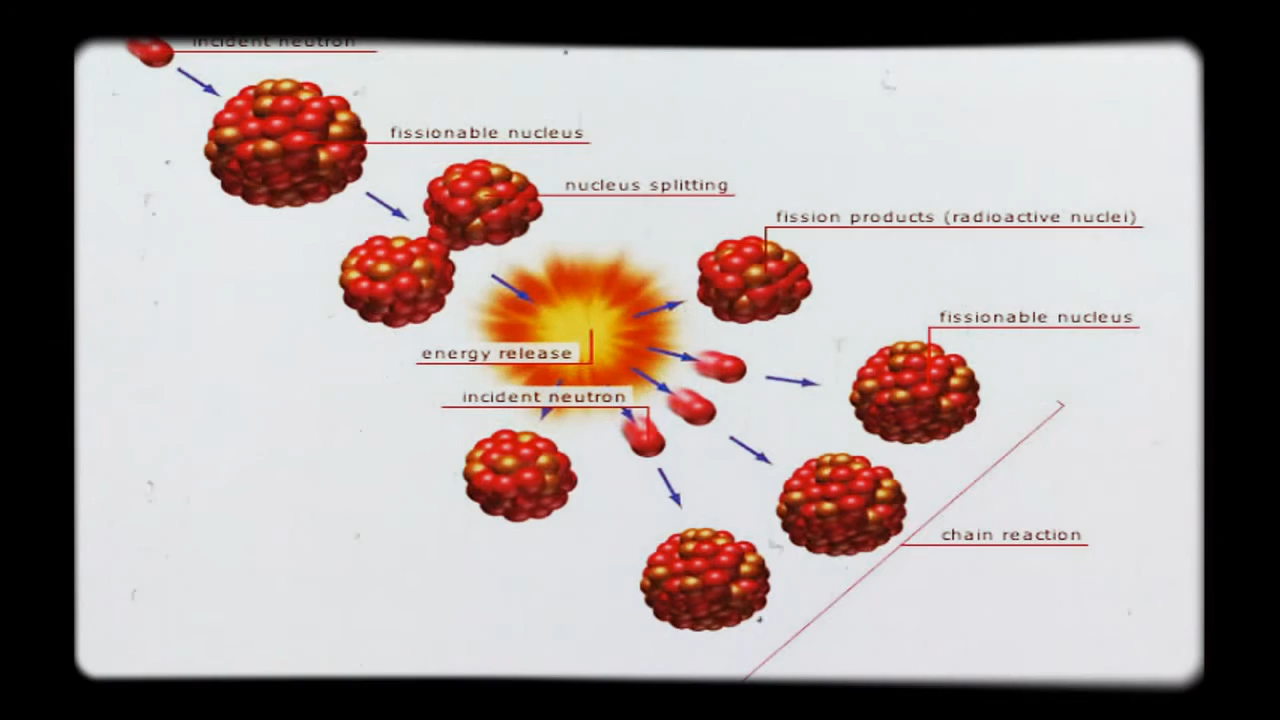 incident neutron
fissionable nucleus
nucleus splitting
fission products (radioactive nuclei)
fissionable nucleus
energy release
incident neutron
chain reaction